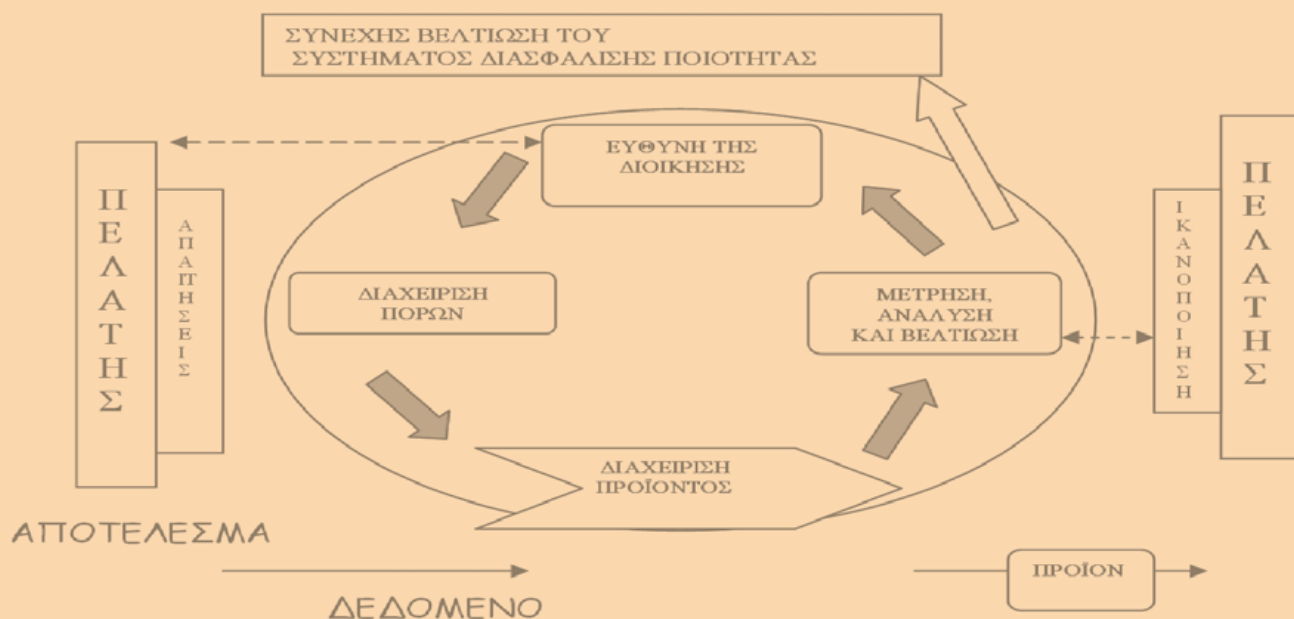 ΣΥΝΕΧΗΣ ΒΕΛΤΙΩΣΗ ΤΟΥ
ΣΥΣΤΗΜΑΤΟΣ ΔΙΑΣΦΑΛΙΣΗΣ ΠΟΙΟΤΗΤΑΣ
ΕΥΘΥΝΗ ΤΗΣ
ΔΙΟΙΚΗΣΗΣ
ΠΕΛΑΤΗΣ
ΑΠΑΙΤΗΣΕΙΣ
ΔΙΑΧΕΙΡΙΣΗ
ΠΟΡΩΝ
ΜΕΤΡΗΣΗ,
ΑΝΑΛΥΣΗ
ΚΑΙ ΒΕΛΤΙΩΣΗ
ΙΚΑΝΟΠΟΙΗΣΗ
ΠΕΛΑΤΗΣ
ΔΙΑΧΕΙΡΙΣΗ
ΠΡΟΪΟΝΤΟΣ
ΑΠΟΤΕΛΕΣΜΑ
ΔΕΔΟΜΕΝΟ
ΠΡΟΪΟΝ